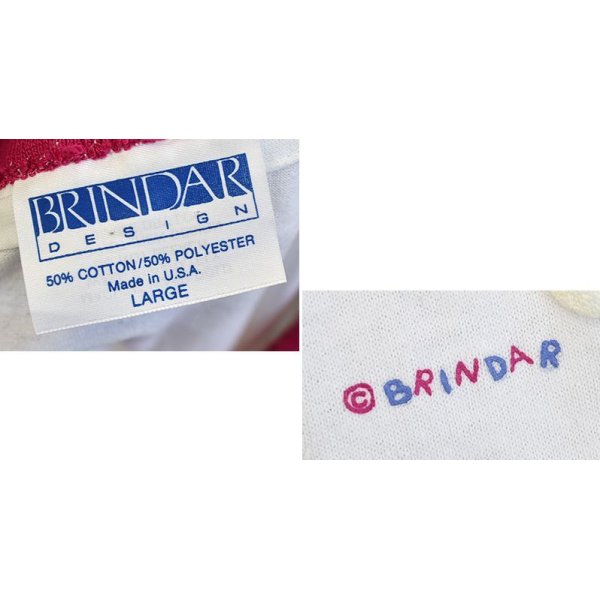 BRINDAR
DESIGN
50% COTTON/50% POLYESTER
Made in U.S.A.
LARGE
©BRINDAR